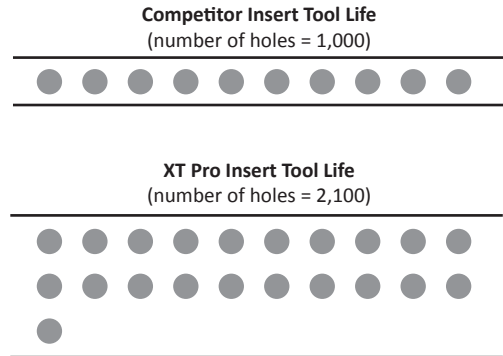 Competitor Insert Tool Life
(number of holes = 1,000)
XT Pro Insert Tool Life
(number of holes = 2,100)